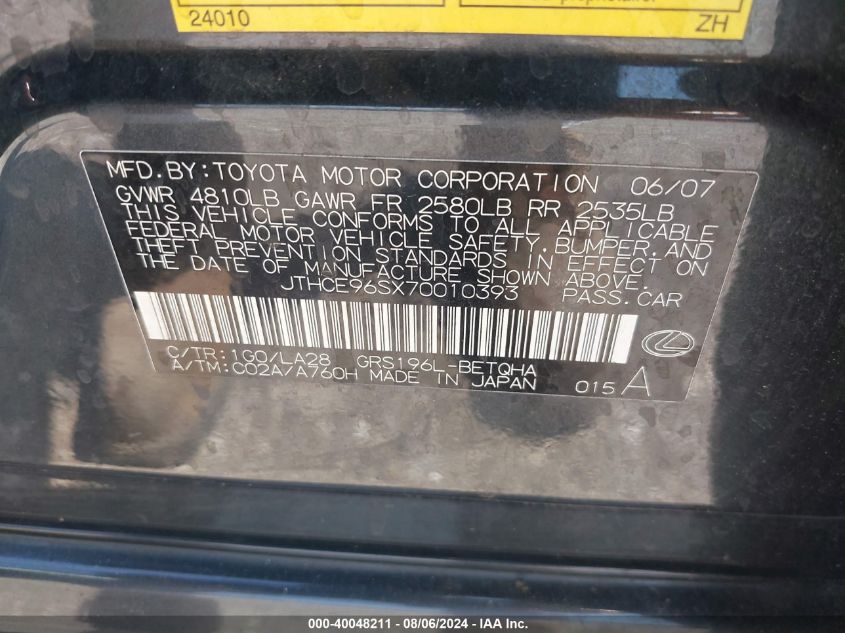 24010 ZH
MFD.BY:TOYOTA MOTOR CORPORATION 06/07
GVWR 4810LB GAWR FR 2580LB RR 2535LB
THIS VEHICLE CONFORMS TO ALL APPLICABLE
FEDERAL MOTOR VEHICLE SAFETY,BUMPER,AND
THEFT PREVENTION STANDARDS IN EFFECT ON
THE DATE OF MANUFACTURE SHOWN ABOVE.
JTHCE96SX70010393 PASS.CAR
C/TR:1G0/LA28 GRS196L-BETQHA
A/TM:C02A/A760H MADE IN JAPAN 015A
000-40048211 - 08/06/2024 - IAA Inc.